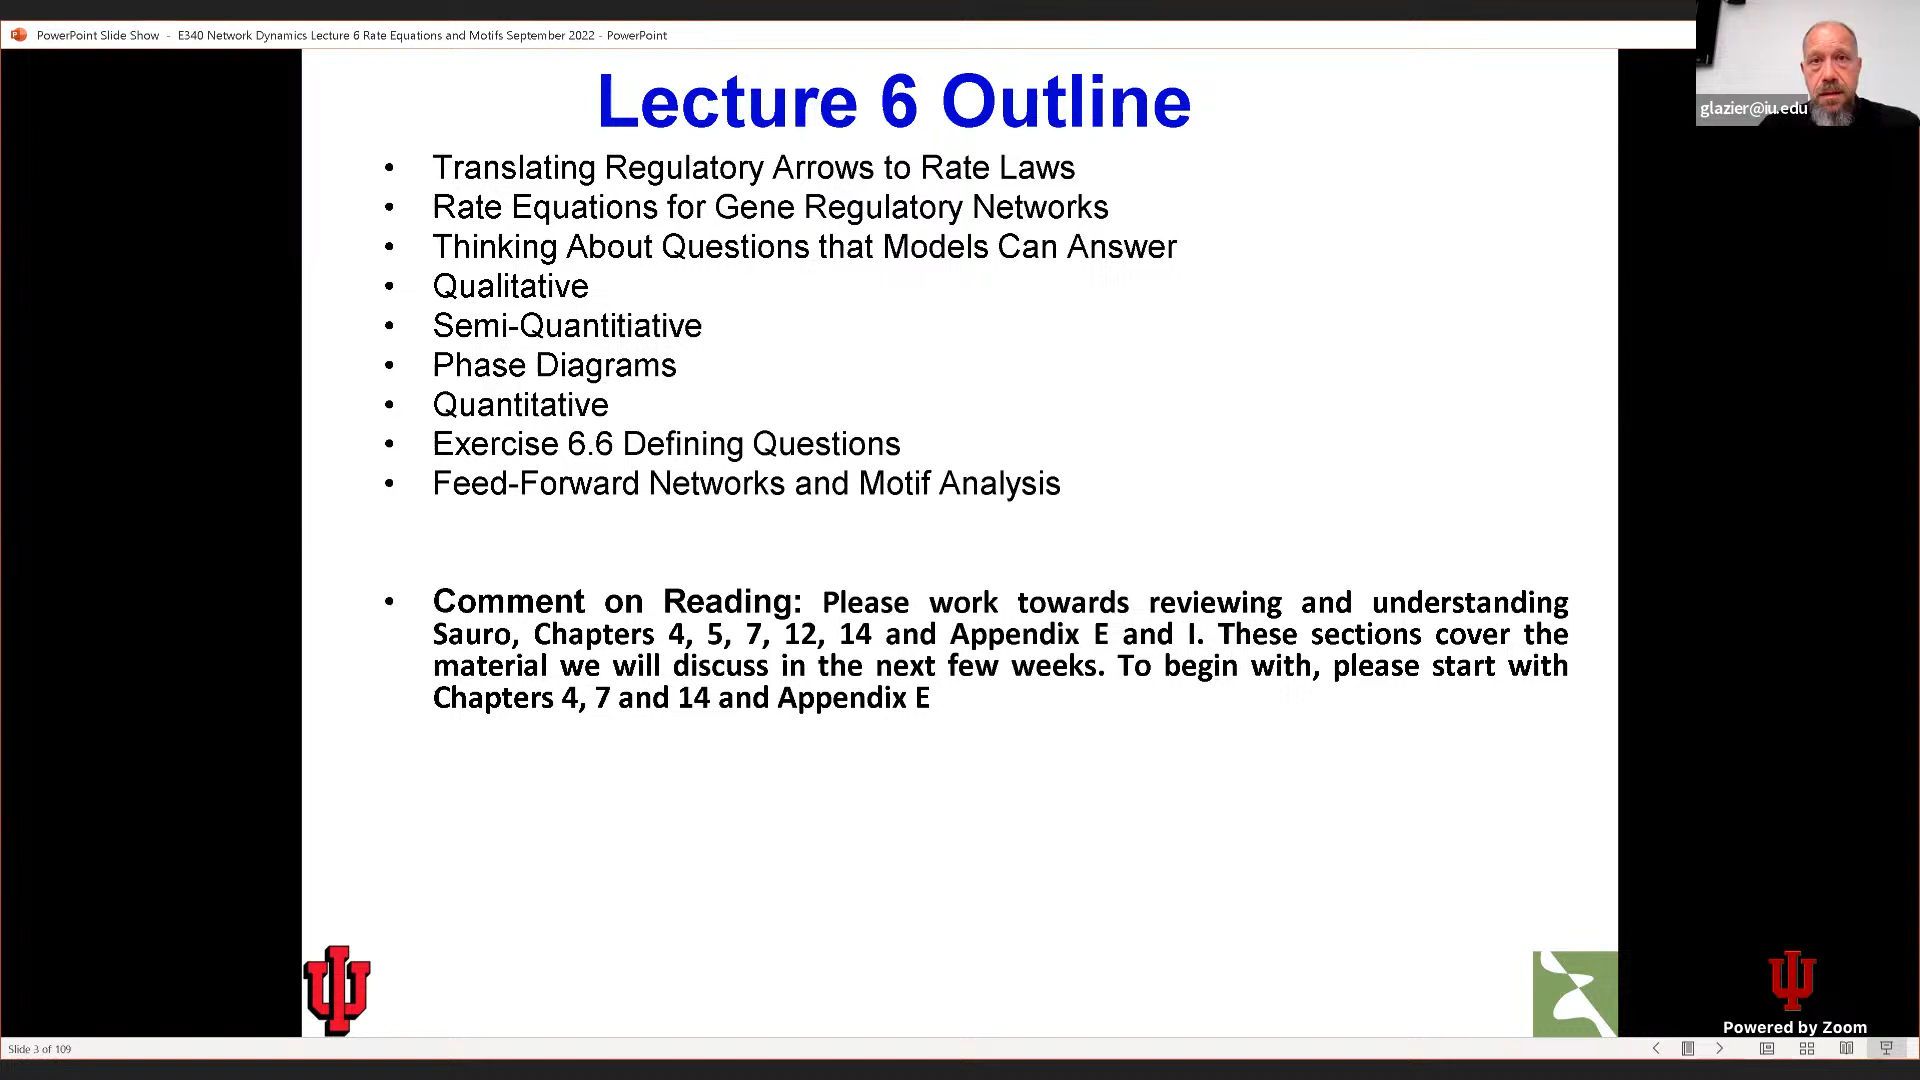 PowerPoint Slide Show - E340 Network Dynamics Lecture 6 Rate Equations and Motifs September 2022 - PowerPoint
glazier@iu.edu
Lecture 6 Outline
• Translating Regulatory Arrows to Rate Laws
• Rate Equations for Gene Regulatory Networks
• Thinking About Questions that Models Can Answer
• Qualitative
• Semi-Quantitiative
• Phase Diagrams
• Quantitative
• Exercise 6.6 Defining Questions
• Feed-Forward Networks and Motif Analysis
• Comment on Reading: Please work towards reviewing and understanding
Sauro, Chapters 4, 5, 7, 12, 14 and Appendix E and I. These sections cover the
material we will discuss in the next few weeks. To begin with, please start with
Chapters 4, 7 and 14 and Appendix E
Powered by Zoom
Slide 3 of 109